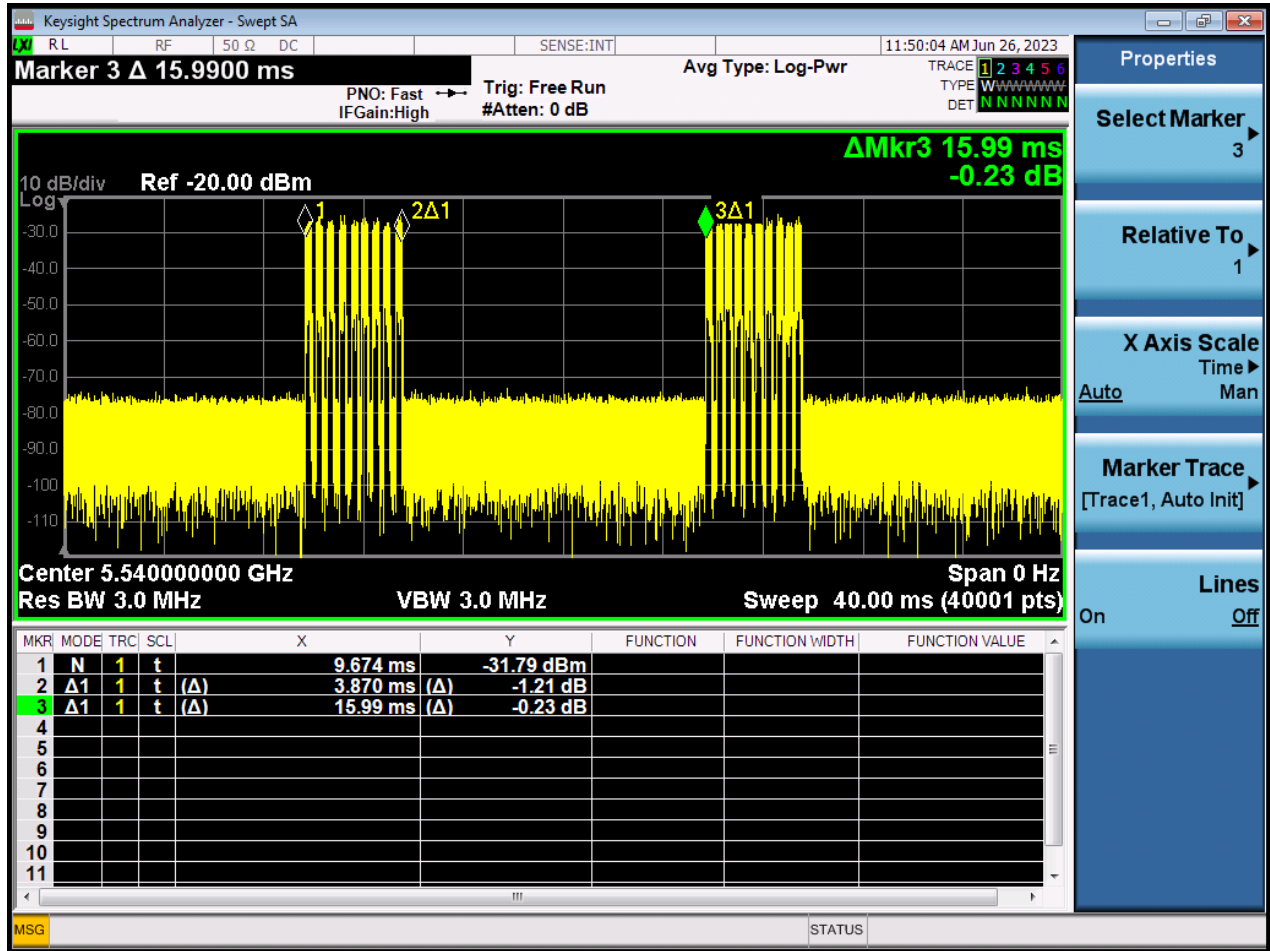 Keysight Spectrum Analyzer - Swept SA
LXI RL RF 50 Ω DC SENSE:INT 11:50:04 AM Jun 26, 2023
Marker 3 Δ 15.9900 ms
PNO: Fast
IFGain:High
Trig: Free Run
#Atten: 0 dB
Avg Type: Log-Pwr
TRACE 1 2 3 4 5 6
TYPE WWWWWW
DET N N N N N N
ΔMkr3 15.99 ms
-0.23 dB
10 dB/div Ref -20.00 dBm
Log
1 2Δ1 3Δ1
-30.0
-40.0
-50.0
-60.0
-70.0
-80.0
-90.0
-100
-110
Center 5.540000000 GHz Span 0 Hz
Res BW 3.0 MHz VBW 3.0 MHz Sweep 40.00 ms (40001 pts)
MKR MODE TRC SCL X Y FUNCTION FUNCTION WIDTH FUNCTION VALUE
1 N 1 t 9.674 ms -31.79 dBm
2 Δ1 1 t (Δ) 3.870 ms (Δ) -1.21 dB
3 Δ1 1 t (Δ) 15.99 ms (Δ) -0.23 dB
4
5
6
7
8
9
10
11
MSG STATUS
Properties
Select Marker
3
Relative To
1
X Axis Scale
Time
Auto Man
Marker Trace
[Trace1, Auto Init]
Lines
On Off